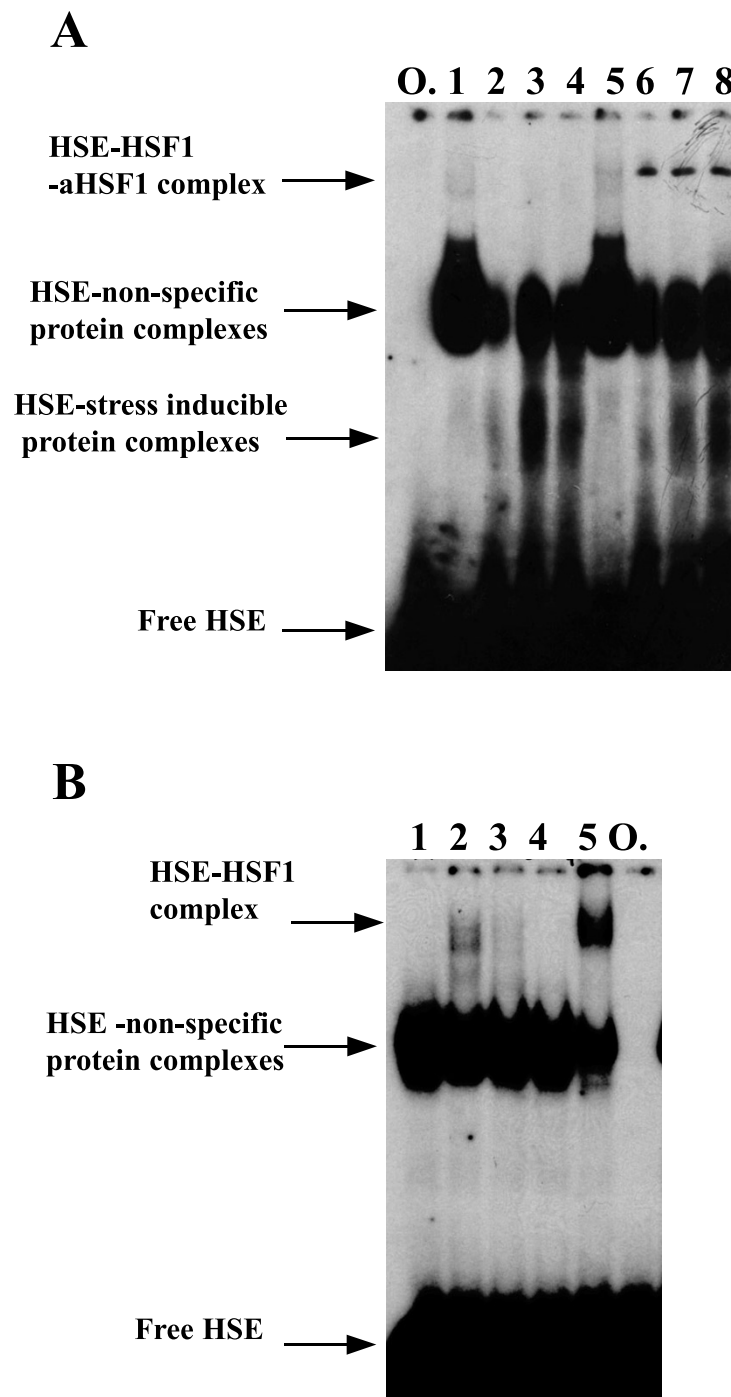 A
O. 1 2 3 4 5 6 7 8
HSE-HSF1
-aHSF1 complex
HSE-non-specific
protein complexes
HSE-stress inducible
protein complexes
Free HSE
B
1 2 3 4 5 O.
HSE-HSF1
complex
HSE -non-specific
protein complexes
Free HSE